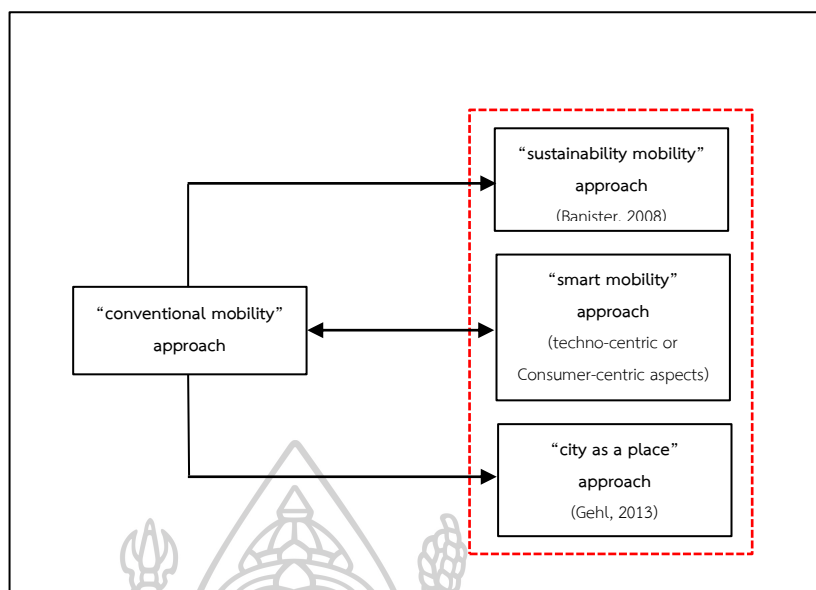 “sustainability mobility”
approach
(Banister, 2008)
“conventional mobility”
approach
“smart mobility”
approach
(techno-centric or
Consumer-centric aspects)
“city as a place”
approach
(Gehl, 2013)